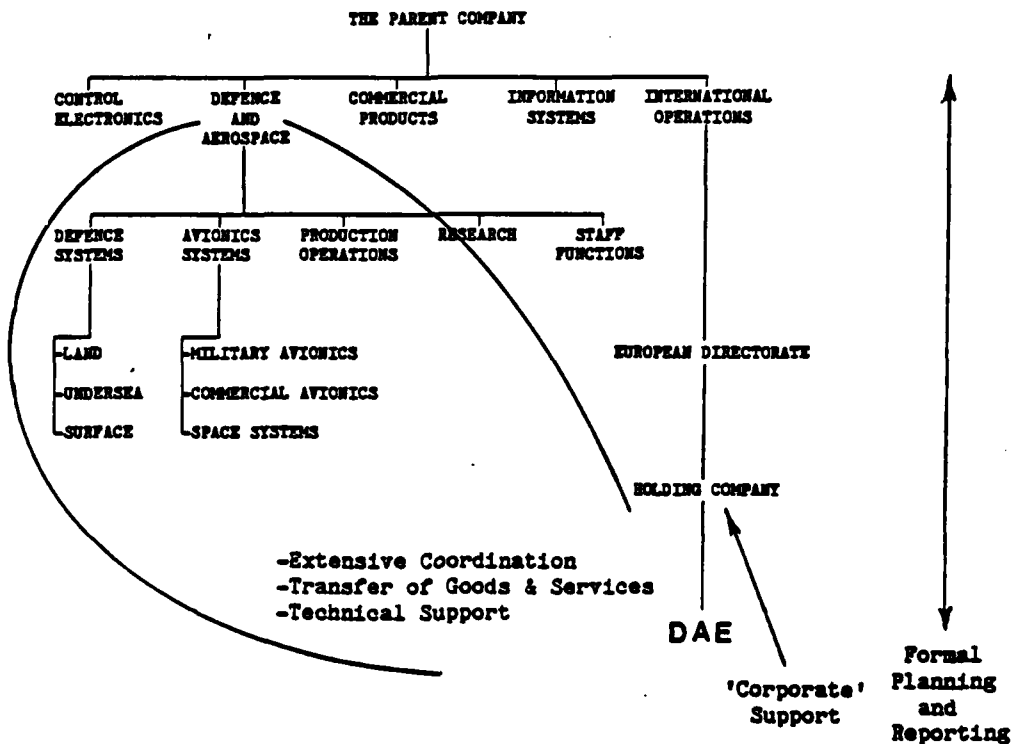 THE PARENT COMPANY
CONTROL
ELECTRONICS
DEFENCE
AND
AEROSPACE
COMMERCIAL
PRODUCTS
INFORMATION
SYSTEMS
INTERNATIONAL
OPERATIONS
DEFENCE
SYSTEMS
AVIONICS
SYSTEMS
PRODUCTION
OPERATIONS
RESEARCH
STAFF
FUNCTIONS
-LAND
-UNDERSEA
-SURFACE
-MILITARY AVIONICS
-COMMERCIAL AVIONICS
-SPACE SYSTEMS
EUROPEAN DIRECTORATE
HOLDING COMPANY
-Extensive Coordination
-Transfer of Goods & Services
-Technical Support
DAE
'Corporate'
Support
Formal
Planning
and
Reporting